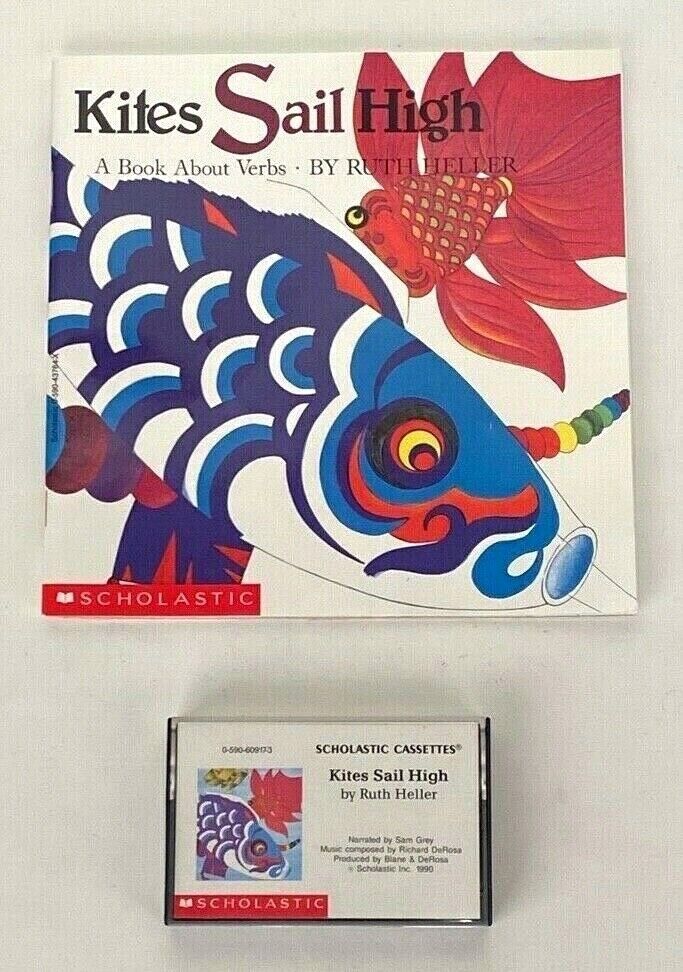 Kites Sail High
A Book About Verbs · BY RUTH HELLER
SCHOLASTIC
0-590-60917-3
SCHOLASTIC CASSETTES®
Kites Sail High
by Ruth Heller
Narrated by Sam Grey
Music composed by Richard DeRosa
Produced by Blane & DeRosa
℗ Scholastic Inc. 1990
SCHOLASTIC